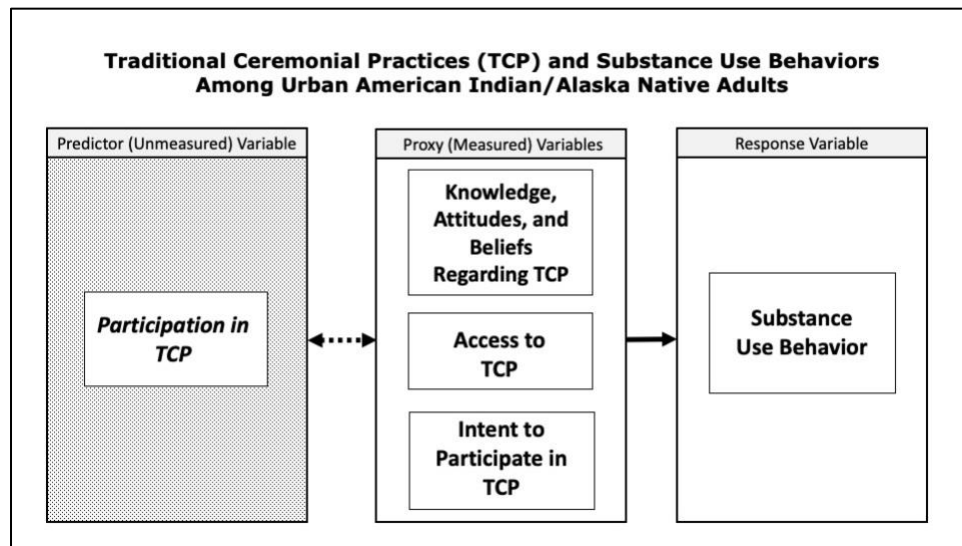 Traditional Ceremonial Practices (TCP) and Substance Use Behaviors
Among Urban American Indian/Alaska Native Adults
Predictor (Unmeasured) Variable
Participation in
TCP
Proxy (Measured) Variables
Knowledge,
Attitudes, and
Beliefs
Regarding TCP
Access to
TCP
Intent to
Participate in
TCP
Response Variable
Substance
Use Behavior